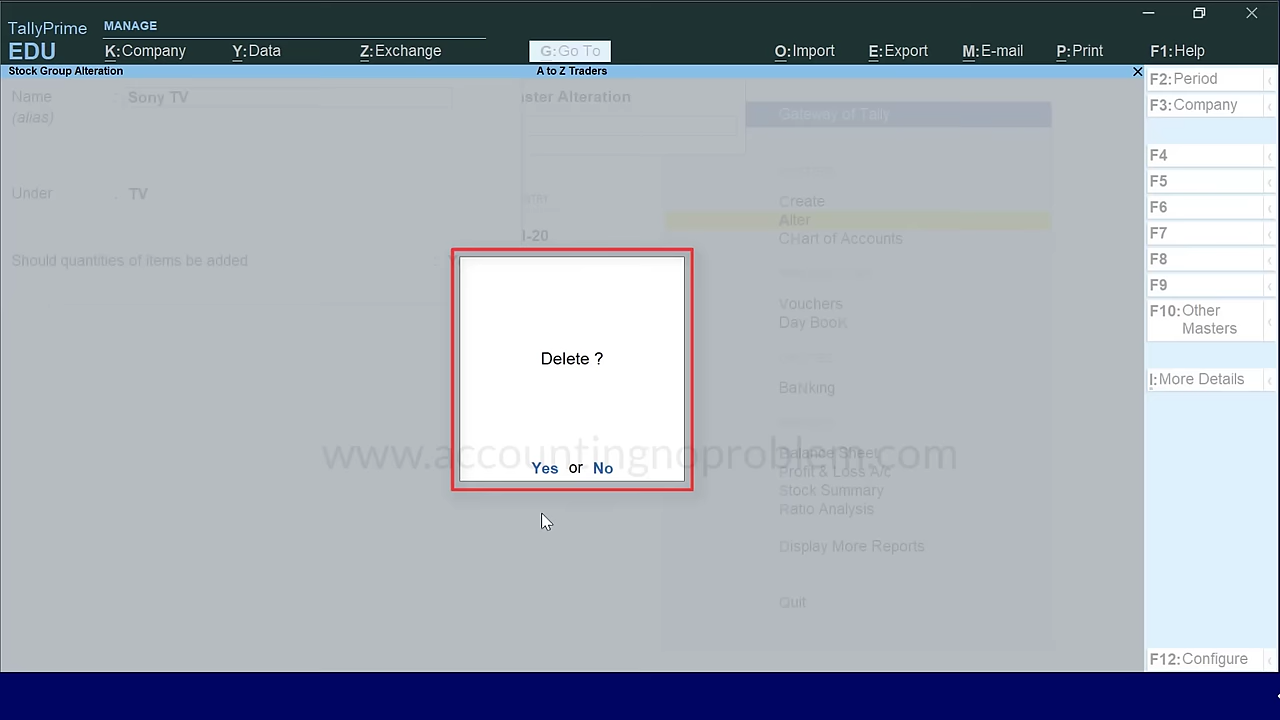 TallyPrime
EDU
MANAGE
K:Company Y:Data Z:Exchange G:Go To O:Import E:Export M:E-mail P:Print F1:Help
Stock Group Alteration A to Z Traders
Name : Sony TV
(alias)
Under : TV
Should quantities of items be added :
ster Alteration
-20
Gateway of Tally
Create
Alter
CHart of Accounts
Vouchers
Day Book
BaNking
Balance Sheet
Profit & Loss A/c
Stock Summary
Ratio Analysis
Display More Reports
Quit
Delete ?
Yes or No
www.accountingnoproblem.com
F2:Period
F3:Company
F4
F5
F6
F7
F8
F9
F10:Other
Masters
I:More Details
F12:Configure